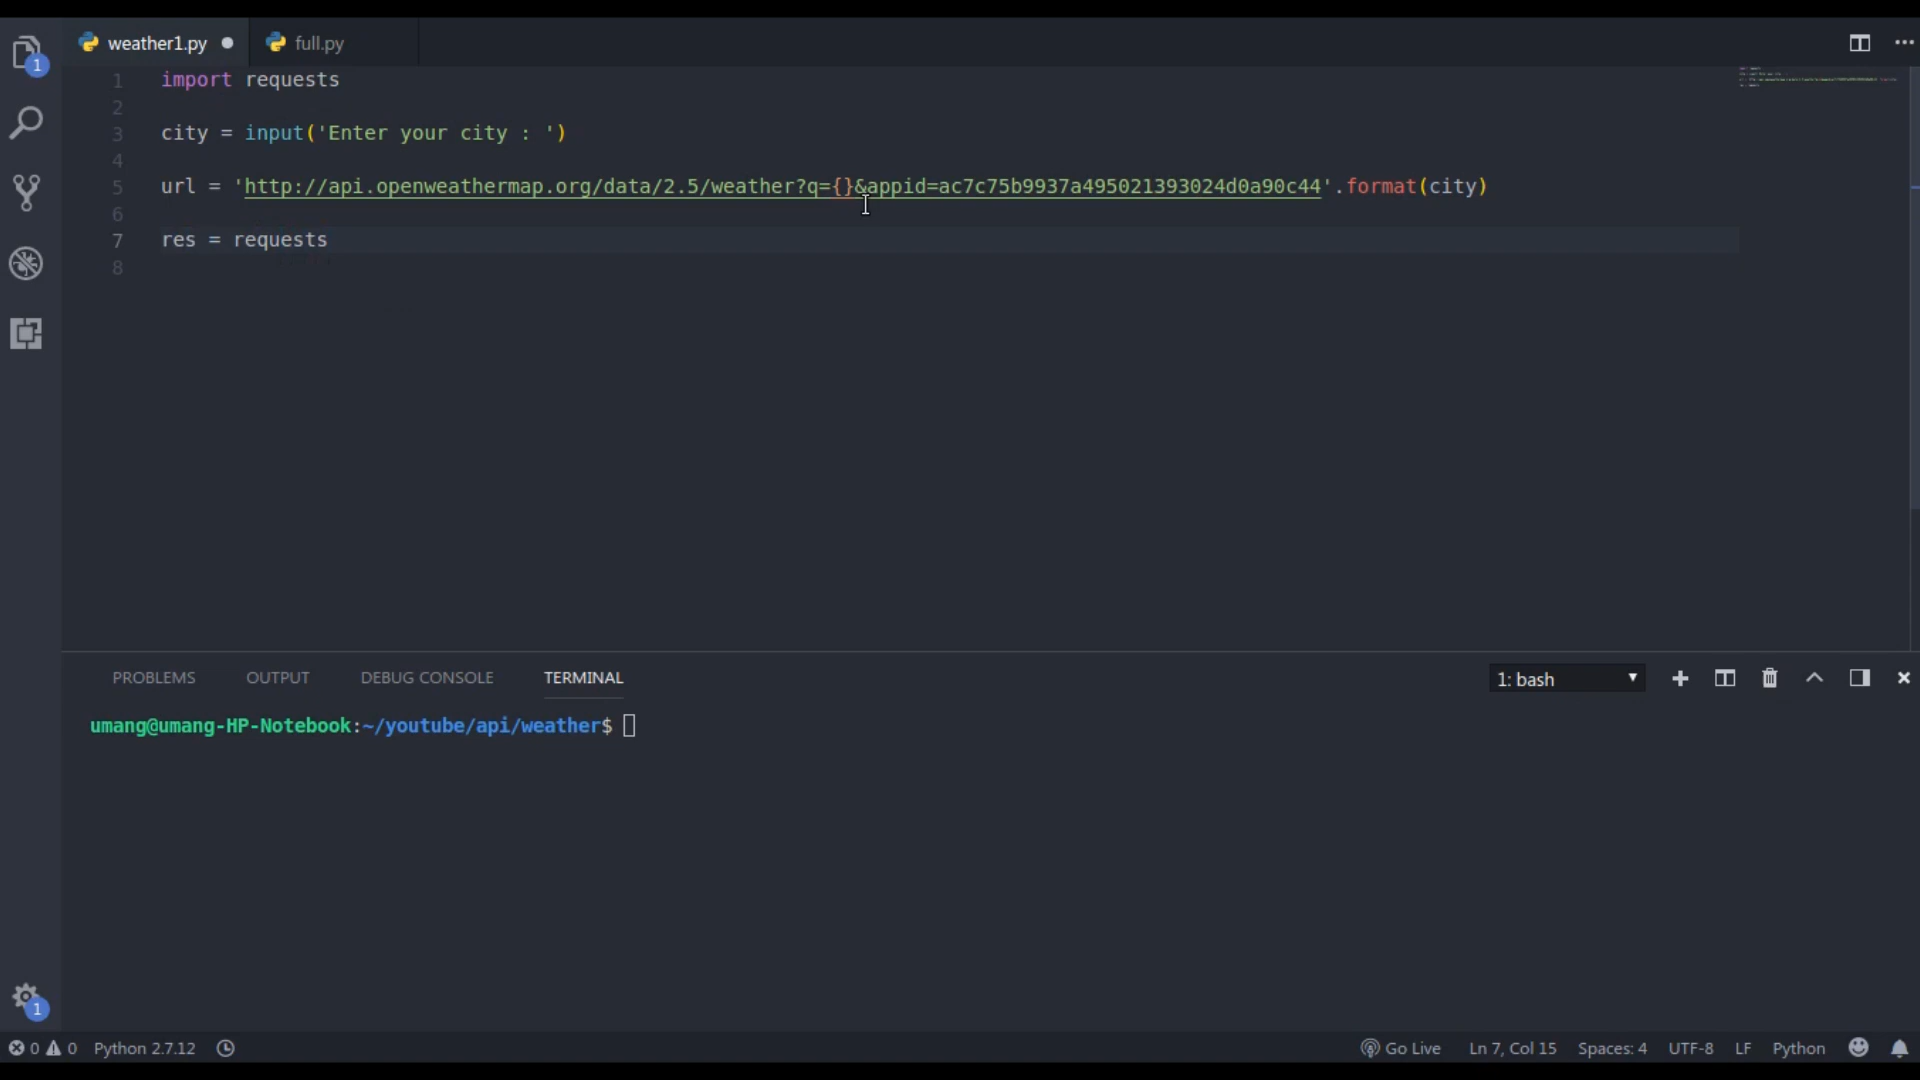 weather1.py full.py
1 import requests
2
3 city = input('Enter your city : ')
4
5 url = 'http://api.openweathermap.org/data/2.5/weather?q={}&appid=ac7c75b9937a495021393024d0a90c44'.format(city)
6
7 res = requests
8
PROBLEMS OUTPUT DEBUG CONSOLE TERMINAL 1: bash
umang@umang-HP-Notebook:~/youtube/api/weather$
0 0 Python 2.7.12 Go Live Ln 7, Col 15 Spaces: 4 UTF-8 LF Python
1
1